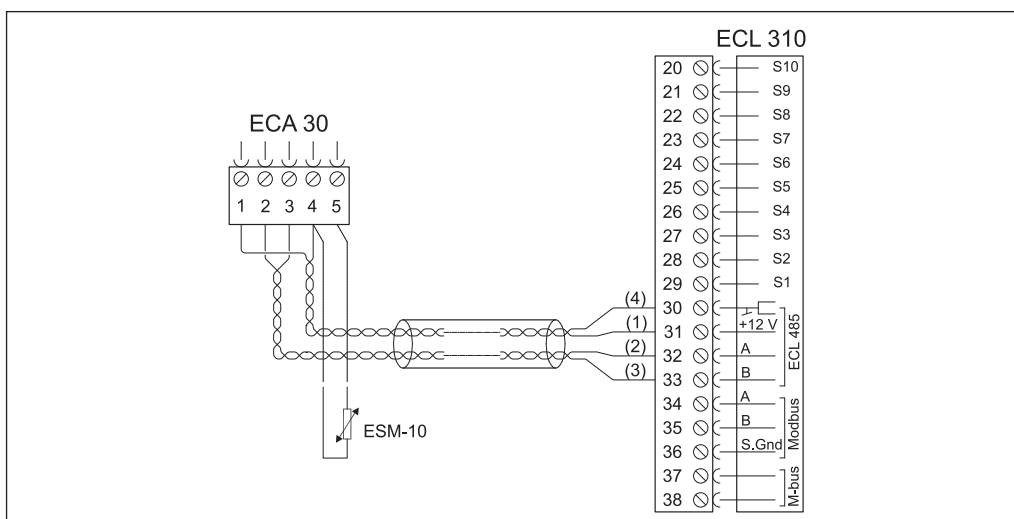 ECL 310
ECA 30
1 2 3 4 5
20 S10
21 S9
22 S8
23 S7
24 S6
25 S5
26 S4
27 S3
28 S2
29 S1
(4) 30
(1) 31 +12 V
(2) 32 A
(3) 33 B
ECL 485
34 A
35 B
36 S.Gnd
Modbus
37
38
M-bus
ESM-10